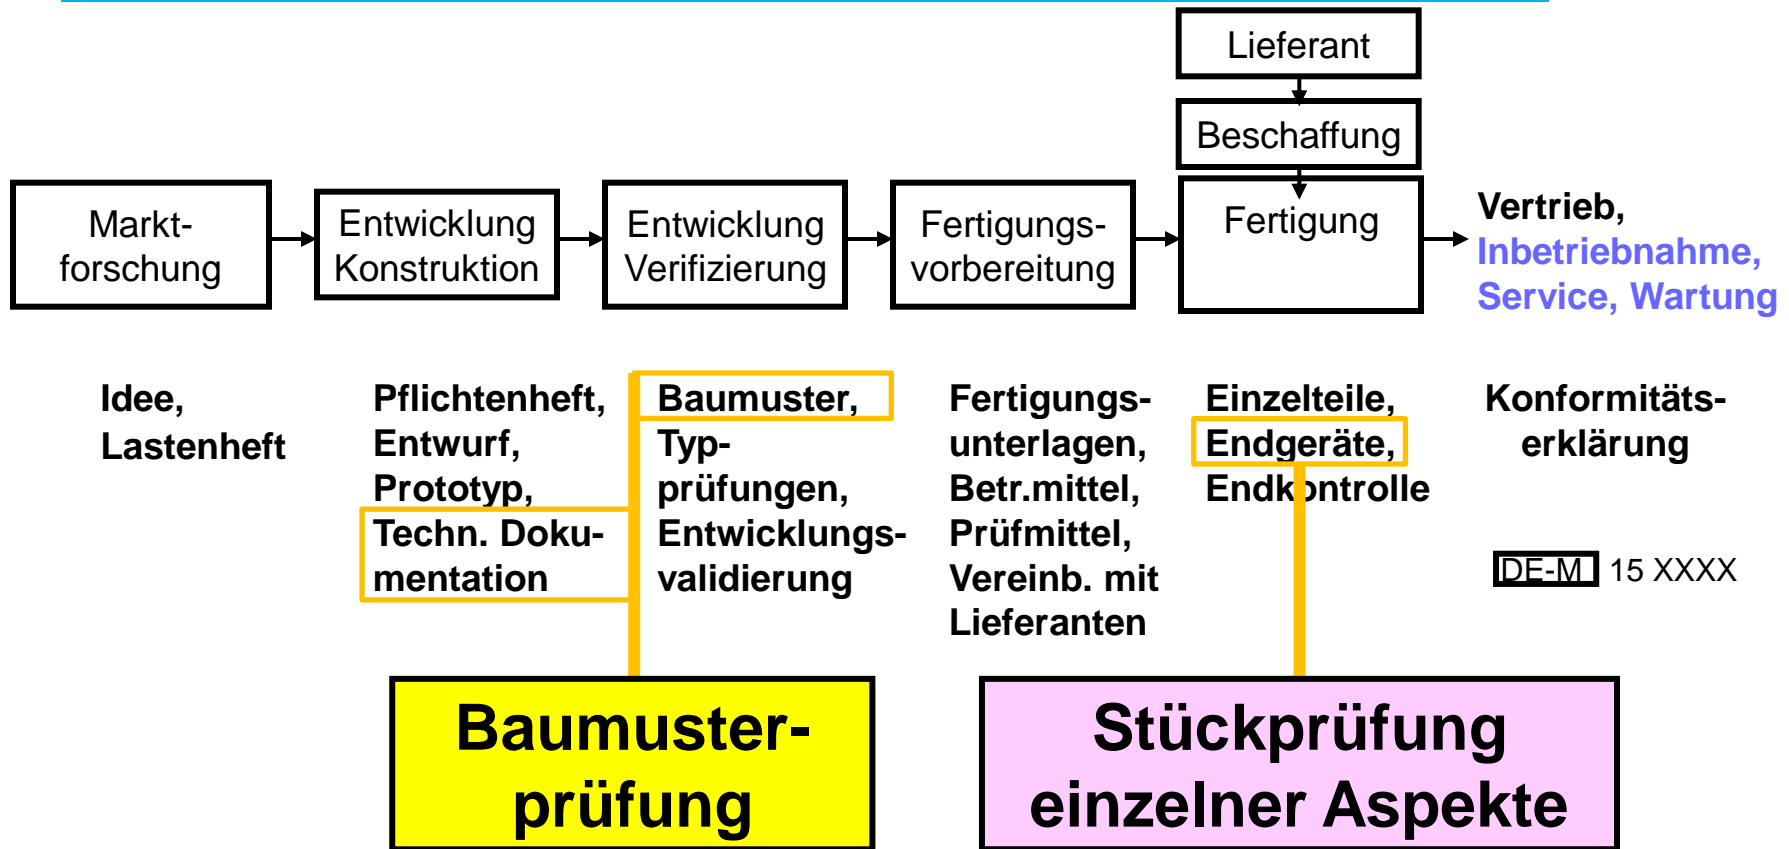 Lieferant
Beschaffung
Markt-
forschung
Entwicklung
Konstruktion
Entwicklung
Verifizierung
Fertigungs-
vorbereitung
Fertigung
Vertrieb,
Inbetriebnahme,
Service, Wartung
Idee,
Lastenheft
Pflichtenheft,
Entwurf,
Prototyp,
Techn. Doku-
mentation
Baumuster,
Typ-
prüfungen,
Entwicklungs-
validierung
Fertigungs-
unterlagen,
Betr.mittel,
Prüfmittel,
Vereinb. mit
Lieferanten
Einzelteile,
Endgeräte,
Endkontrolle
Konformitäts-
erklärung
DE-M 15 XXXX
Baumuster-
prüfung
Stückprüfung
einzelner Aspekte